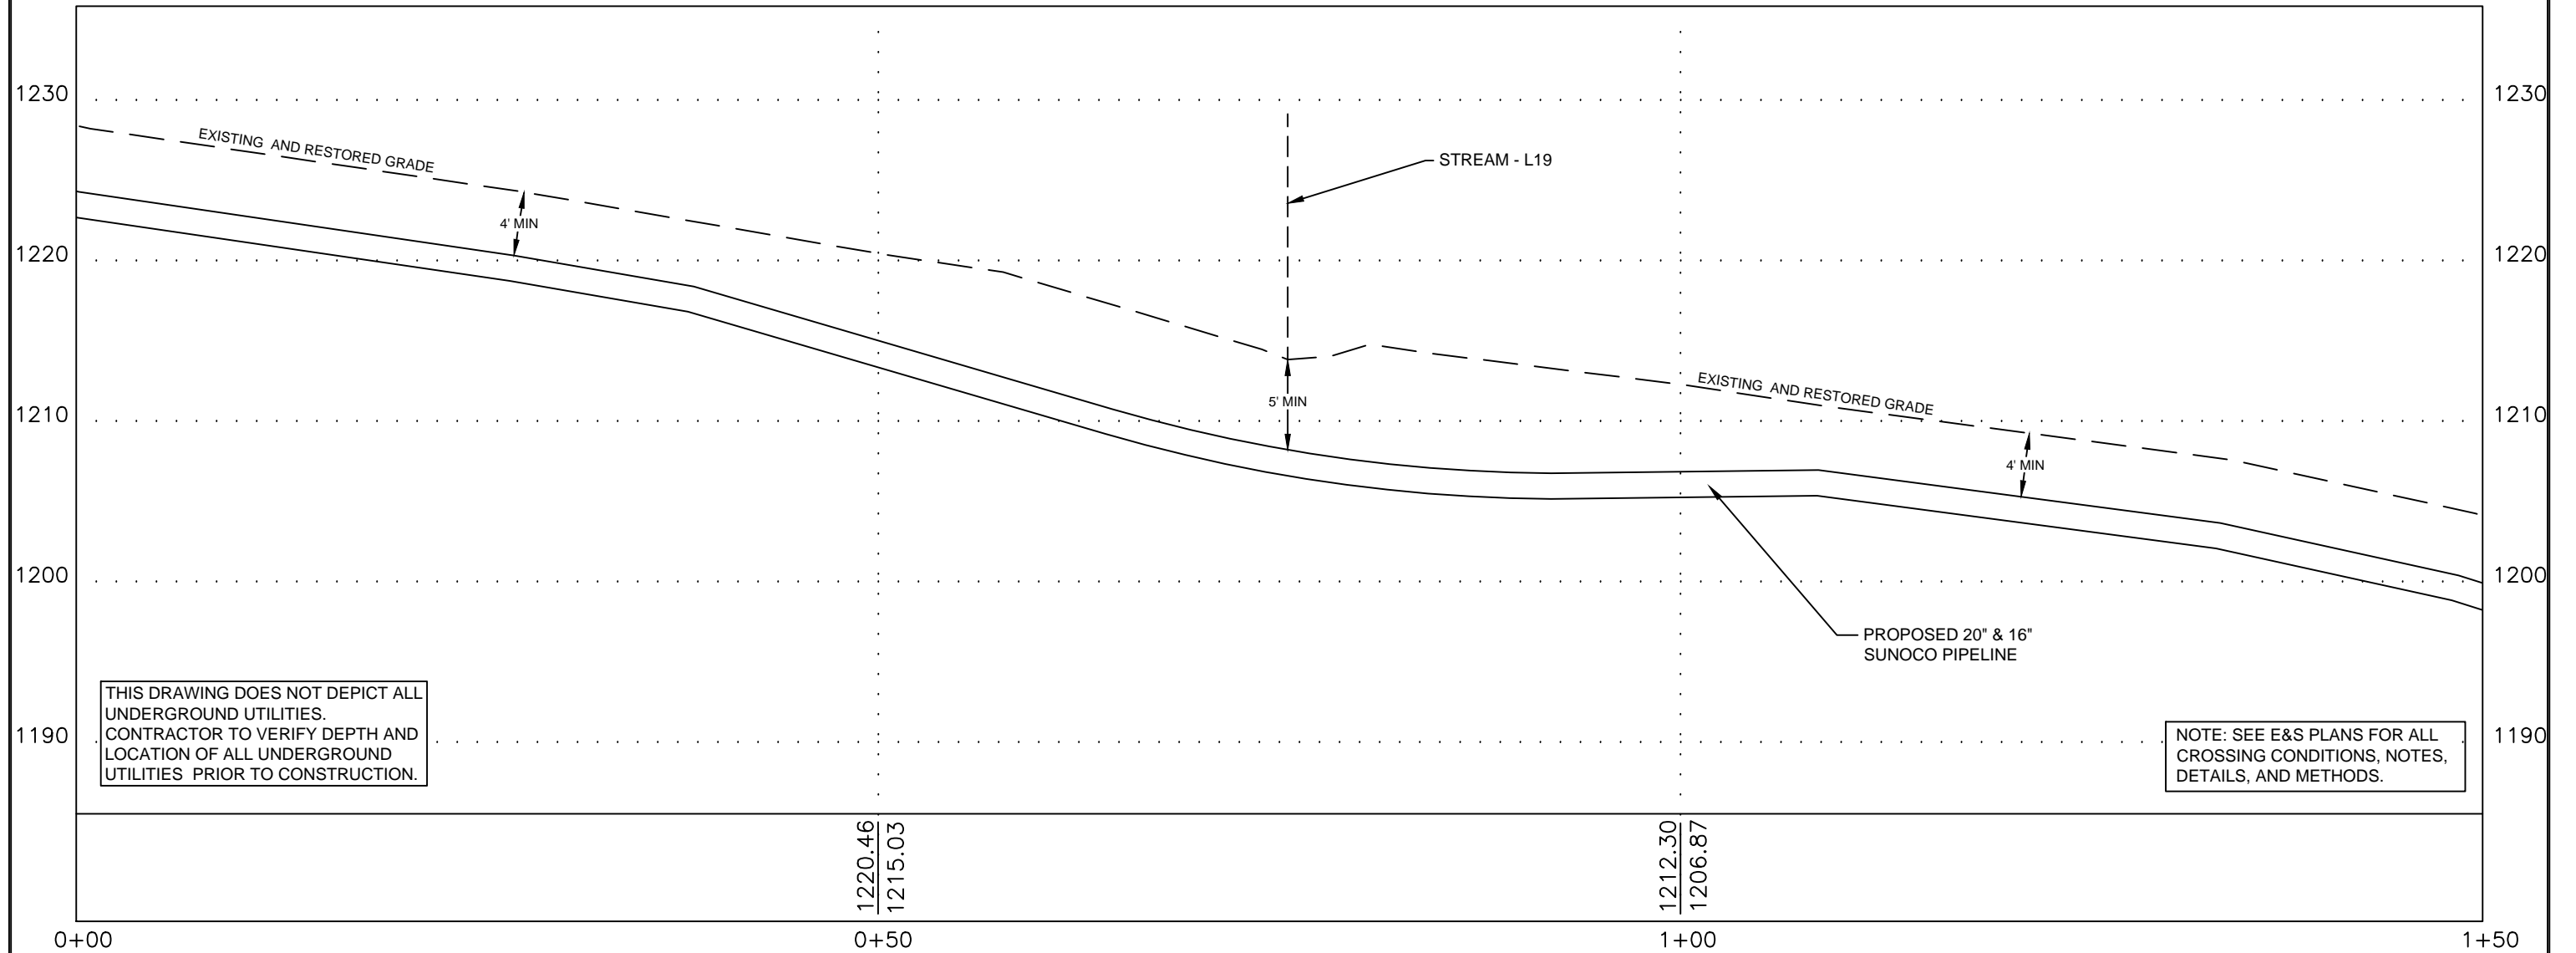 1230
1230
EXISTING AND RESTORED GRADE
STREAM - L19
4' MIN
1220
1220
EXISTING AND RESTORED GRADE
5' MIN
1210
1210
4' MIN
1200
1200
PROPOSED 20" & 16"
SUNOCO PIPELINE
THIS DRAWING DOES NOT DEPICT ALL
UNDERGROUND UTILITIES.
CONTRACTOR TO VERIFY DEPTH AND
LOCATION OF ALL UNDERGROUND
UTILITIES PRIOR TO CONSTRUCTION.
1190
NOTE: SEE E&S PLANS FOR ALL
CROSSING CONDITIONS, NOTES,
DETAILS, AND METHODS.
1190
1220.46
1215.03
1212.30
1206.87
0+00
0+50
1+00
1+50